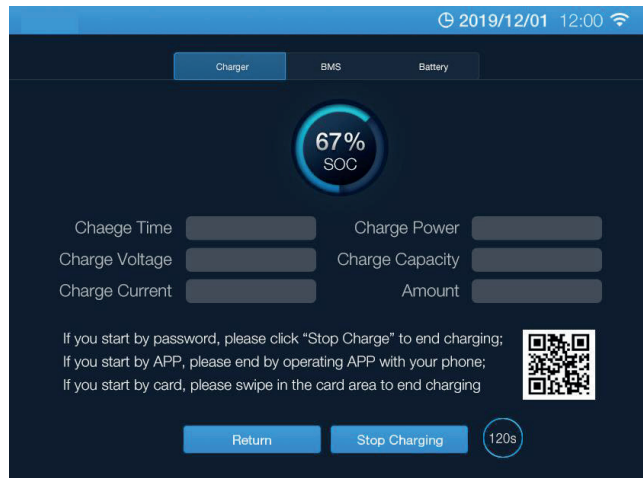 2019/12/01 12:00
Charger BMS Battery
67%
SOC
Chaege Time Charge Power
Charge Voltage Charge Capacity
Charge Current Amount
If you start by password, please click “Stop Charge” to end charging;
If you start by APP, please end by operating APP with your phone;
If you start by card, please swipe in the card area to end charging
Return Stop Charging 120s